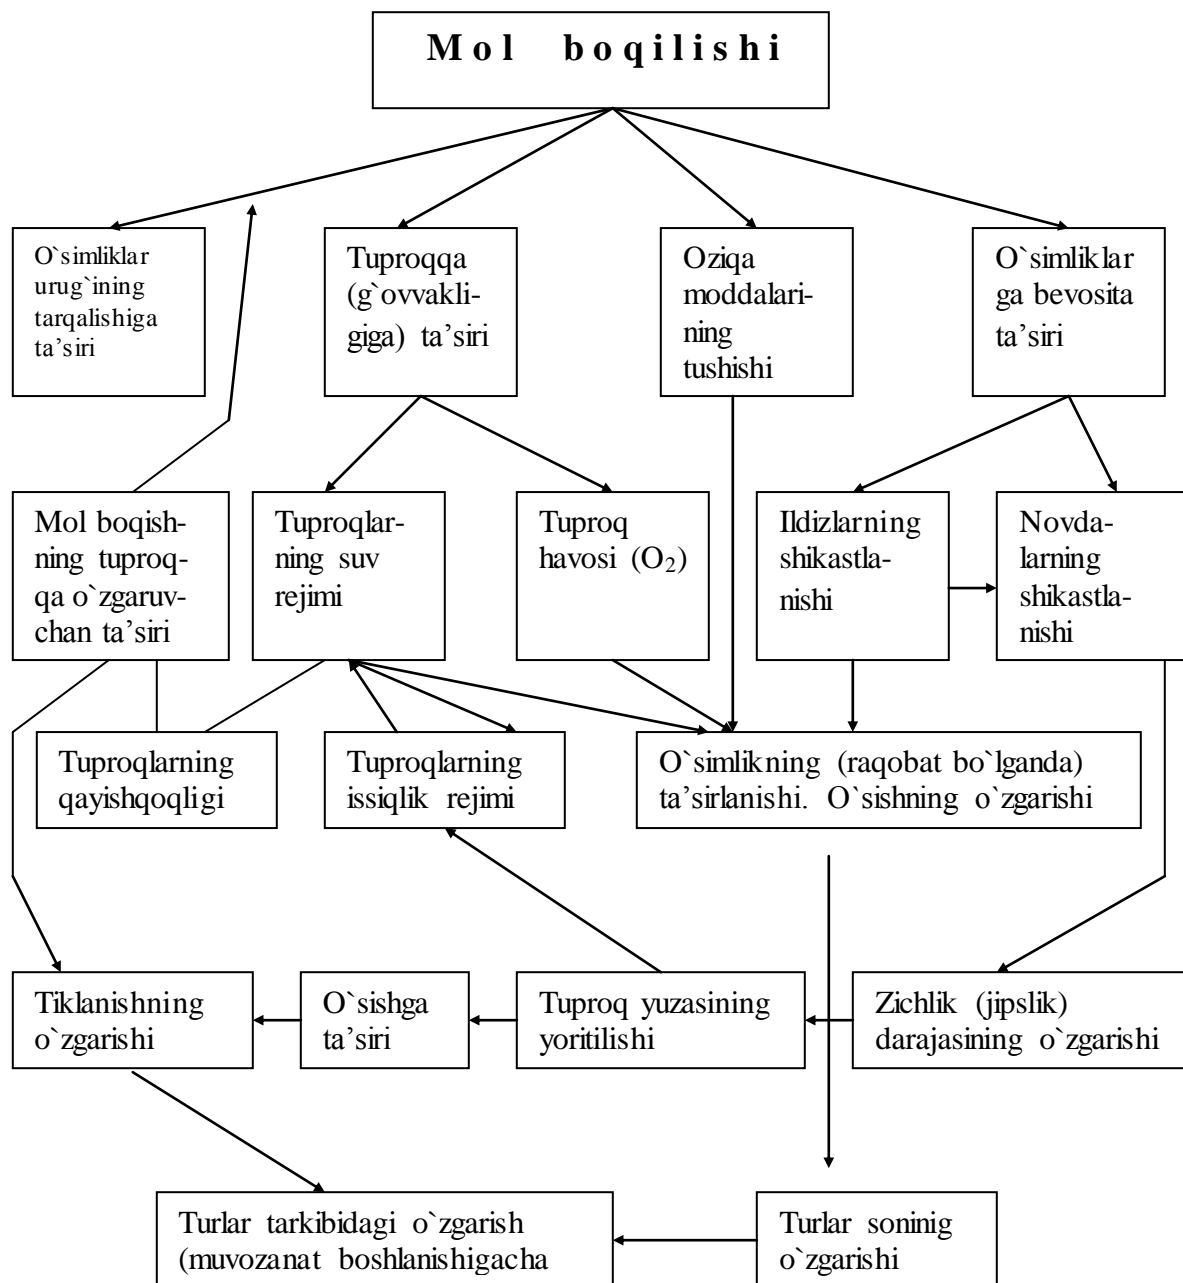 Mol boqilishi
O`simliklar
urug`ining
tarqalishiga
ta’siri
Tuproqqa
(g`ovvakli-
giga) ta’siri
Oziqa
moddalari-
ning
tushishi
O`simliklar
ga bevosita
ta’siri
Mol boqish-
ning tuproq-
qa o`zgaruv-
chan ta’siri
Tuproqlar-
ning suv
rejimi
Tuproq
havosi (O₂)
Ildizlarning
shikastla-
nishi
Novda-
larning
shikastla-
nishi
Tuproqlarning
qayishqoqligi
Tuproqlarning
issiqlik rejimi
O`simlikning (raqobat bo`lganda)
ta’sirlanishi. O`sishning o`zgarishi
Tiklanishning
o`zgarishi
O`sishga
ta’siri
Tuproq yuzasining
yoritilishi
Zichlik (jipslik)
darajasining o`zgarishi
Turlar tarkibidagi o`zgarish
(muvozanat boshlanishigacha
Turlar soninig
o`zgarishi